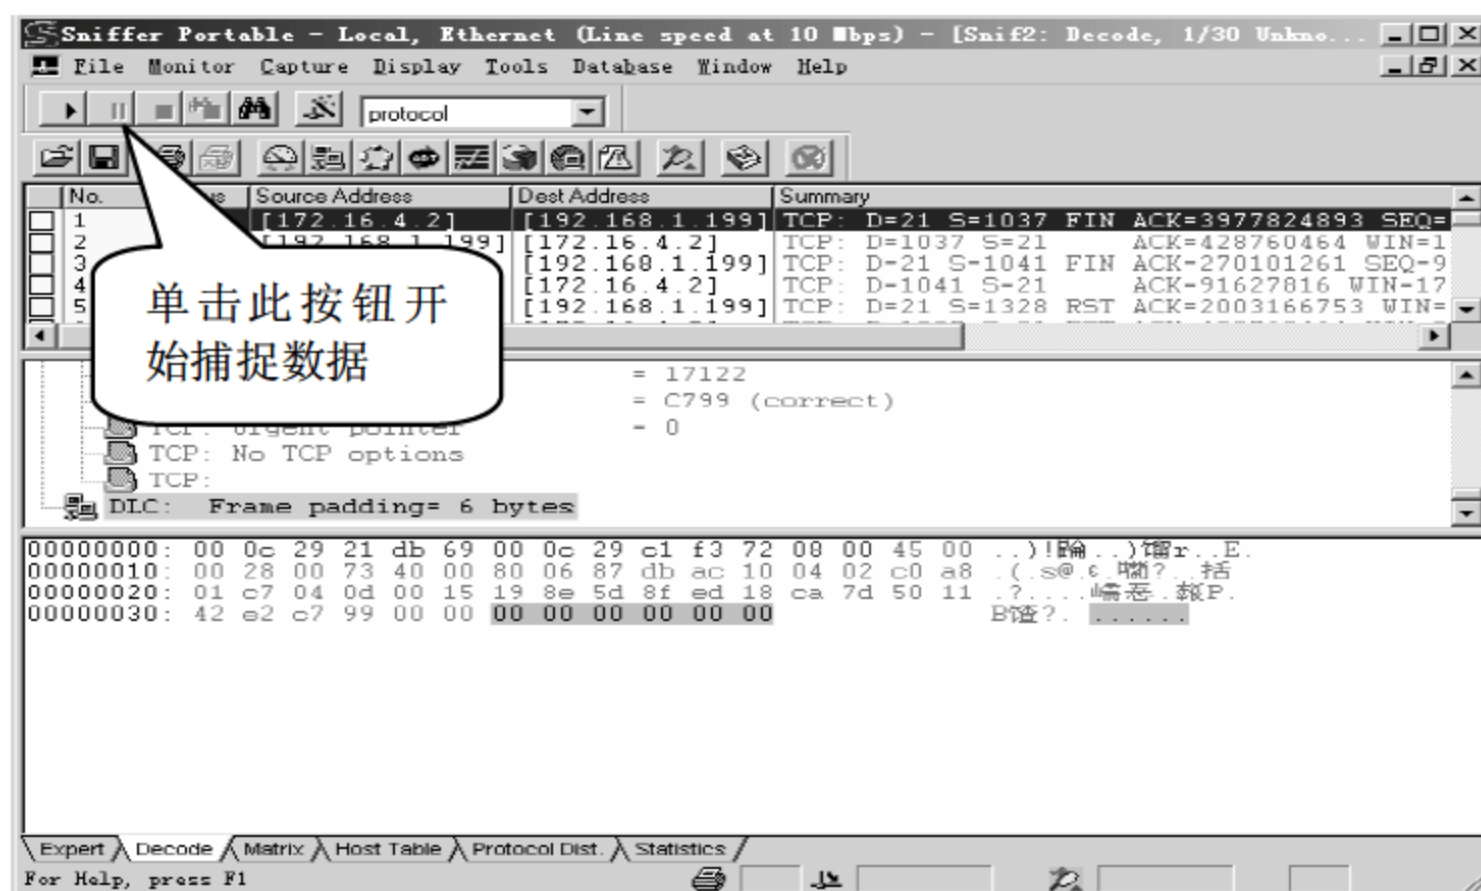 Sniffer Portable - Local, Ethernet (Line speed at 10 Mbps) - [Snif2: Decode, 1/30 Unkno...
File Monitor Capture Display Tools Database Window Help
protocol
No. Source Address Dest Address Summary
1 [172.16.4.2] [192.168.1.199] TCP: D=21 S=1037 FIN ACK=3977824893 SEQ=
2 [192.168.1.199] [172.16.4.2] TCP: D=1037 S=21 ACK=428760464 WIN=1
3 [192.168.1.199] TCP: D=21 S=1041 FIN ACK=270101261 SEQ=9
4 [172.16.4.2] TCP: D=1041 S=21 ACK=91627816 WIN=17
5 [192.168.1.199] TCP: D=21 S=1328 RST ACK=2003166753 WIN=
单击此按钮开
始捕捉数据
= 17122
= C799 (correct)
TCP: Urgent pointer = 0
TCP: No TCP options
TCP:
DLC: Frame padding= 6 bytes
00000000: 00 0c 29 21 db 69 00 0c 29 c1 f3 72 08 00 45 00 ..)! ..) r..E.
00000010: 00 28 00 73 40 00 80 06 87 db ac 10 04 02 c0 a8 .(.s@. ?..括
00000020: 01 c7 04 0d 00 15 19 8e 5d 8f ed 18 ca 7d 50 11 .?.... P.
00000030: 42 e2 c7 99 00 00 00 00 00 00 00 00 B ?. ......
Expert Decode Matrix Host Table Protocol Dist. Statistics
For Help, press F1